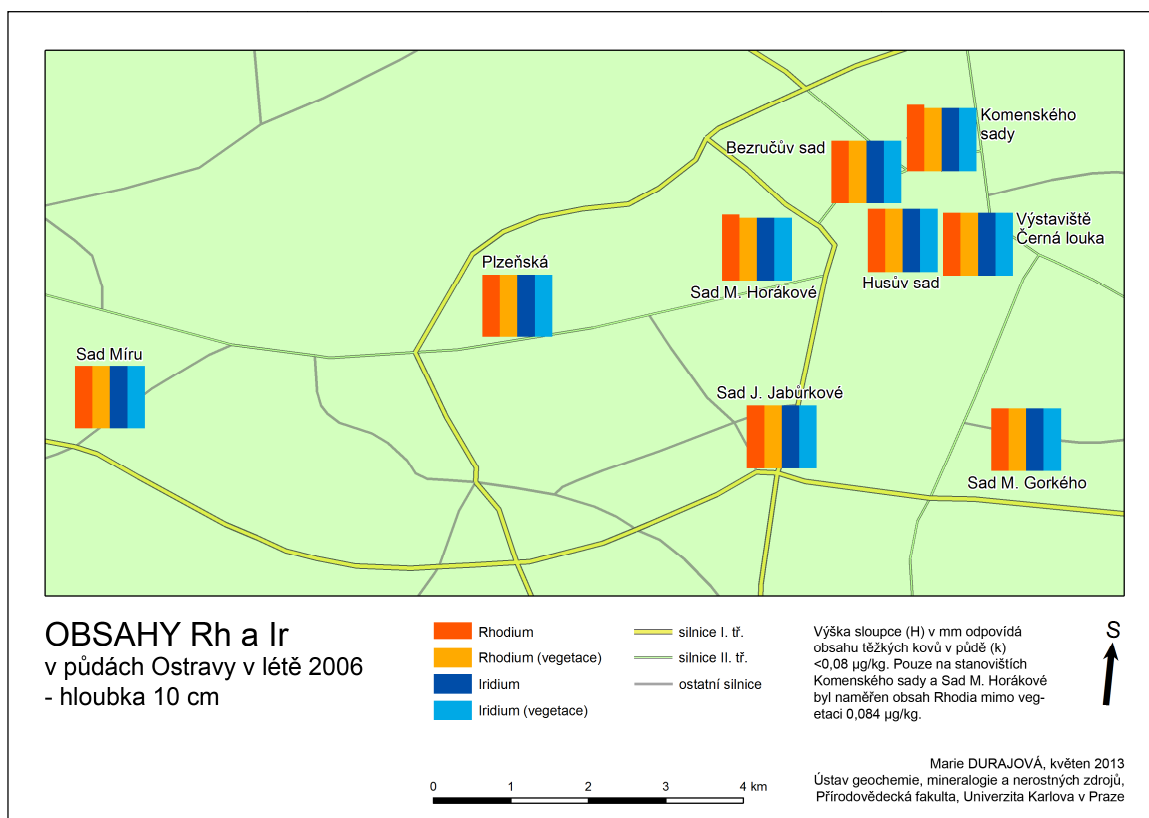 Komenského
sady
Bezručův sad
Výstaviště
Černá louka
Plzeňská
Husův sad
Sad M. Horákové
Sad Míru
Sad J. Jabůrkové
Sad M. Gorkého
OBSAHY Rh a Ir
v půdách Ostravy v létě 2006
- hloubka 10 cm
Rhodium
Rhodium (vegetace)
Iridium
Iridium (vegetace)
silnice I. tř.
silnice II. tř.
ostatní silnice
Výška sloupce (H) v mm odpovídá
obsahu těžkých kovů v půdě (k)
<0,08 µg/kg. Pouze na stanovištích
Komenského sady a Sad M. Horákové
byl naměřen obsah Rhodia mimo veg-
etaci 0,084 µg/kg.
S
0 1 2 3 4 km
Marie DURAJOVÁ, květen 2013
Ústav geochemie, mineralogie a nerostných zdrojů,
Přírodovědecká fakulta, Univerzita Karlova v Praze